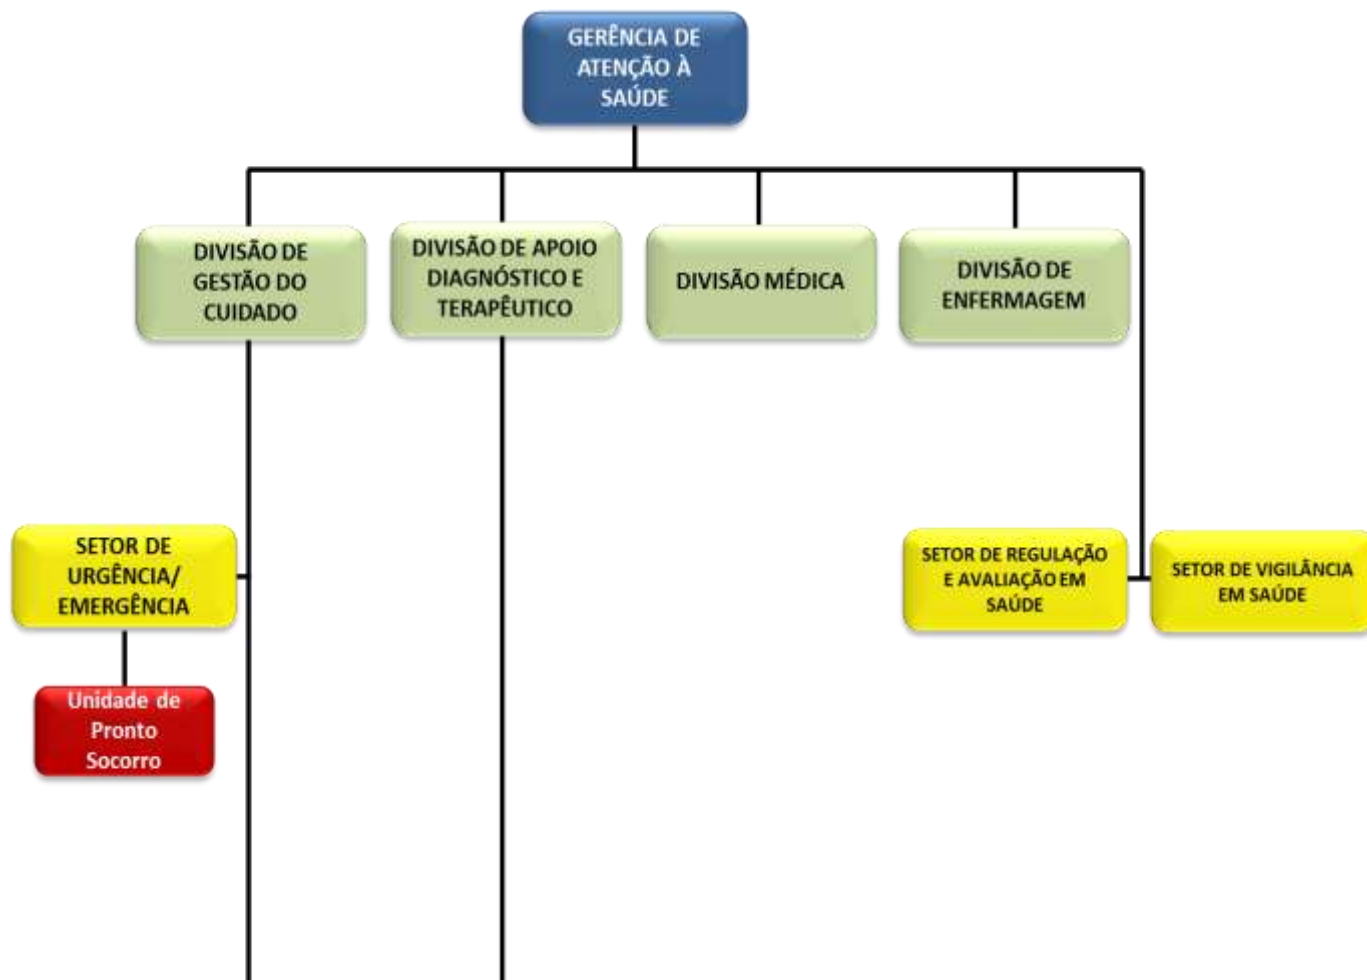 GERÊNCIA DE
ATENÇÃO À
SAÚDE
DIVISÃO DE
GESTÃO DO
CUIDADO
DIVISÃO DE APOIO
DIAGNÓSTICO E
TERAPÊUTICO
DIVISÃO MÉDICA
DIVISÃO DE
ENFERMAGEM
SETOR DE
URGÊNCIA/
EMERGÊNCIA
SETOR DE REGULAÇÃO
E AVALIAÇÃO EM
SAÚDE
SETOR DE VIGILÂNCIA
EM SAÚDE
Unidade de
Pronto
Socorro